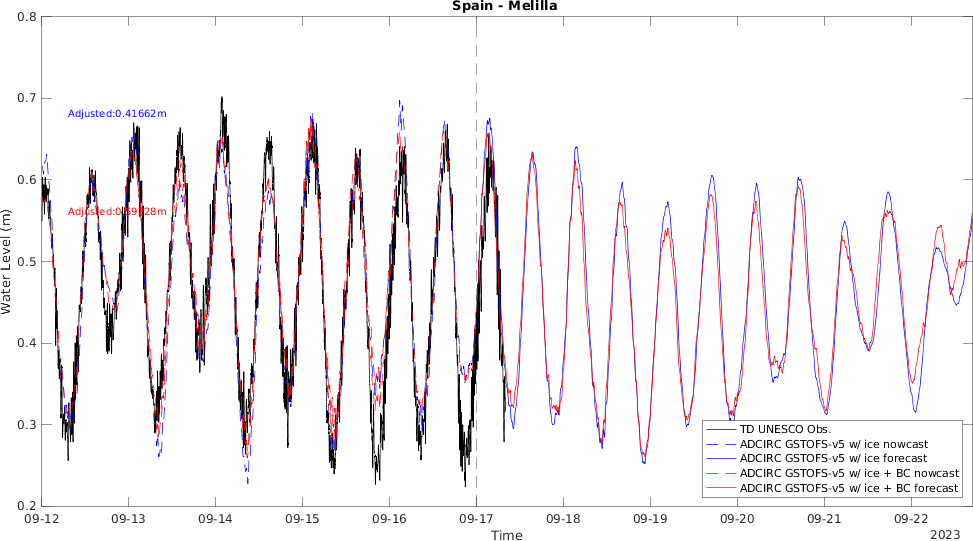 Spain - Melilla
Water Level (m)
0.8
0.7
0.6
0.5
0.4
0.3
0.2
Adjusted:0.41662m
TD UNESCO Obs.
ADCIRC GSTOFS-v5 w/ ice nowcast
ADCIRC GSTOFS-v5 w/ ice forecast
ADCIRC GSTOFS-v5 w/ ice + BC nowcast
ADCIRC GSTOFS-v5 w/ ice + BC forecast
09-12 09-13 09-14 09-15 09-16 09-17 09-18 09-19 09-20 09-21 09-22
Time
2023